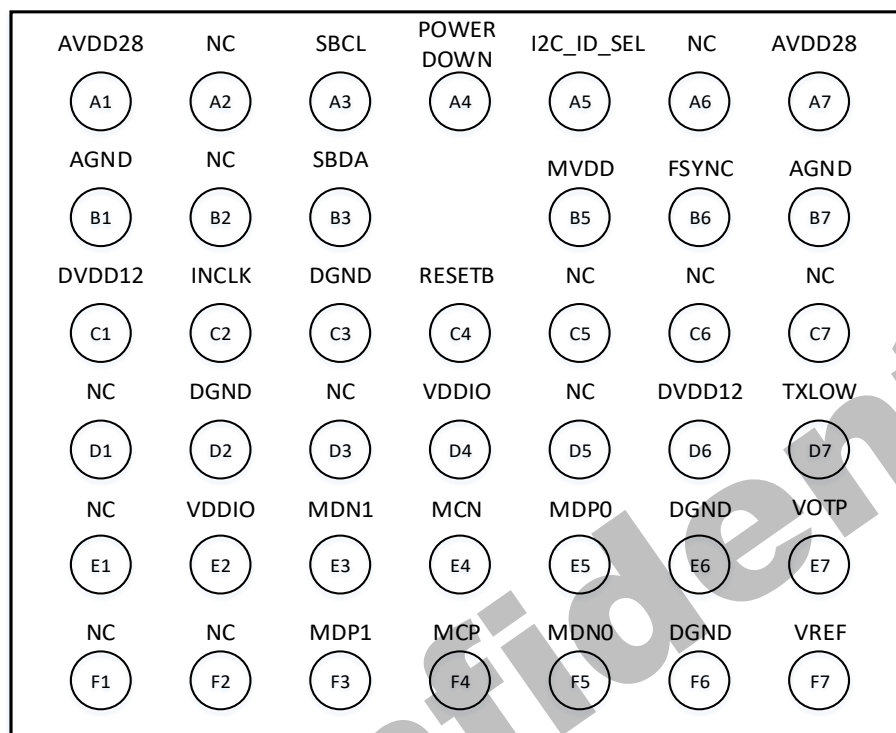 AVDD28 NC SBCL POWER DOWN I2C_ID_SEL NC AVDD28
A1 A2 A3 A4 A5 A6 A7
AGND NC SBDA MVDD FSYNC AGND
B1 B2 B3 B5 B6 B7
DVDD12 INCLK DGND RESETB NC NC NC
C1 C2 C3 C4 C5 C6 C7
NC DGND NC VDDIO NC DVDD12 TXLOW
D1 D2 D3 D4 D5 D6 D7
NC VDDIO MDN1 MCN MDP0 DGND VOTP
E1 E2 E3 E4 E5 E6 E7
NC NC MDP1 MCP MDN0 DGND VREF
F1 F2 F3 F4 F5 F6 F7
fiden